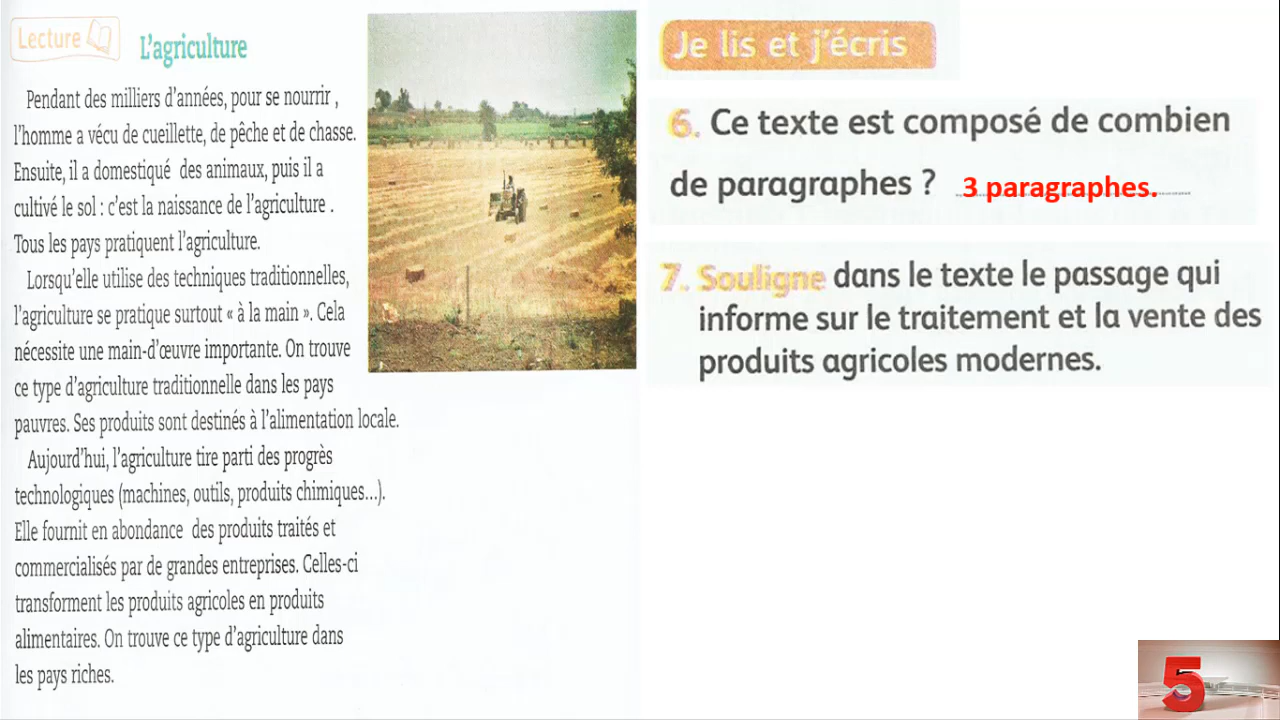 Lecture
L'agriculture
Pendant des milliers d'années, pour se nourrir ,
l'homme a vécu de cueillette, de pêche et de chasse.
Ensuite, il a domestiqué des animaux, puis il a
cultivé le sol : c'est la naissance de l'agriculture .
Tous les pays pratiquent l'agriculture.
Lorsqu'elle utilise des techniques traditionnelles,
l'agriculture se pratique surtout « à la main ». Cela
nécessite une main-d'œuvre importante. On trouve
ce type d'agriculture traditionnelle dans les pays
pauvres. Ses produits sont destinés à l'alimentation locale.
Aujourd'hui, l'agriculture tire parti des progrès
technologiques (machines, outils, produits chimiques...).
Elle fournit en abondance des produits traités et
commercialisés par de grandes entreprises. Celles-ci
transforment les produits agricoles en produits
alimentaires. On trouve ce type d'agriculture dans
les pays riches.
Je lis et j'écris
6. Ce texte est composé de combien
de paragraphes ? 3 paragraphes.
7. Souligne dans le texte le passage qui
informe sur le traitement et la vente des
produits agricoles modernes.
5